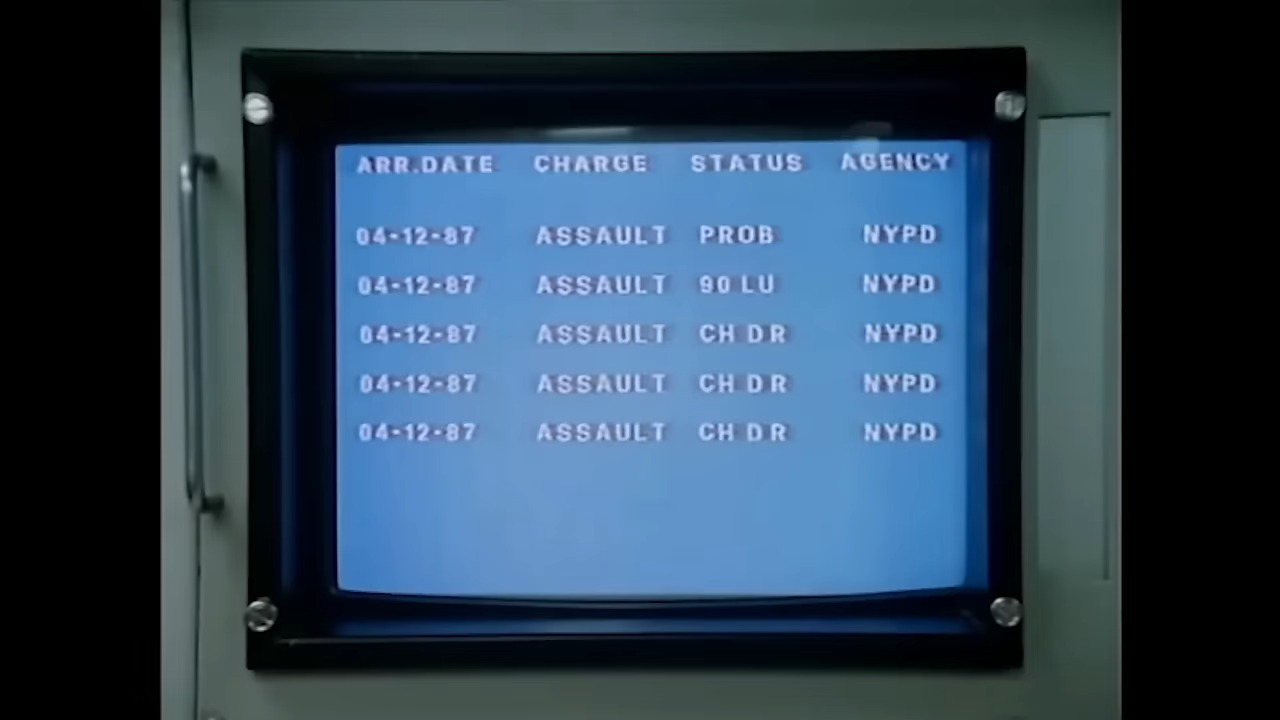 ARR.DATE CHARGE STATUS AGENCY
04-12-87 ASSAULT PROB NYPD
04-12-87 ASSAULT 90 LU NYPD
04-12-87 ASSAULT CH DR NYPD
04-12-87 ASSAULT CH DR NYPD
04-12-87 ASSAULT CH DR NYPD